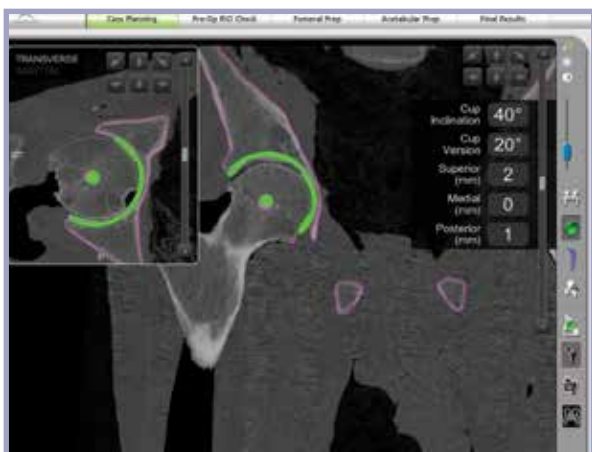 Case Planning Pre-Op RIO Check Femoral Prep Acetabular Prep Final Results
TRANSVERSE
Cup Inclination 40°
Cup Version 20°
Superior (mm) 2
Medial (mm) 0
Posterior (mm) 1